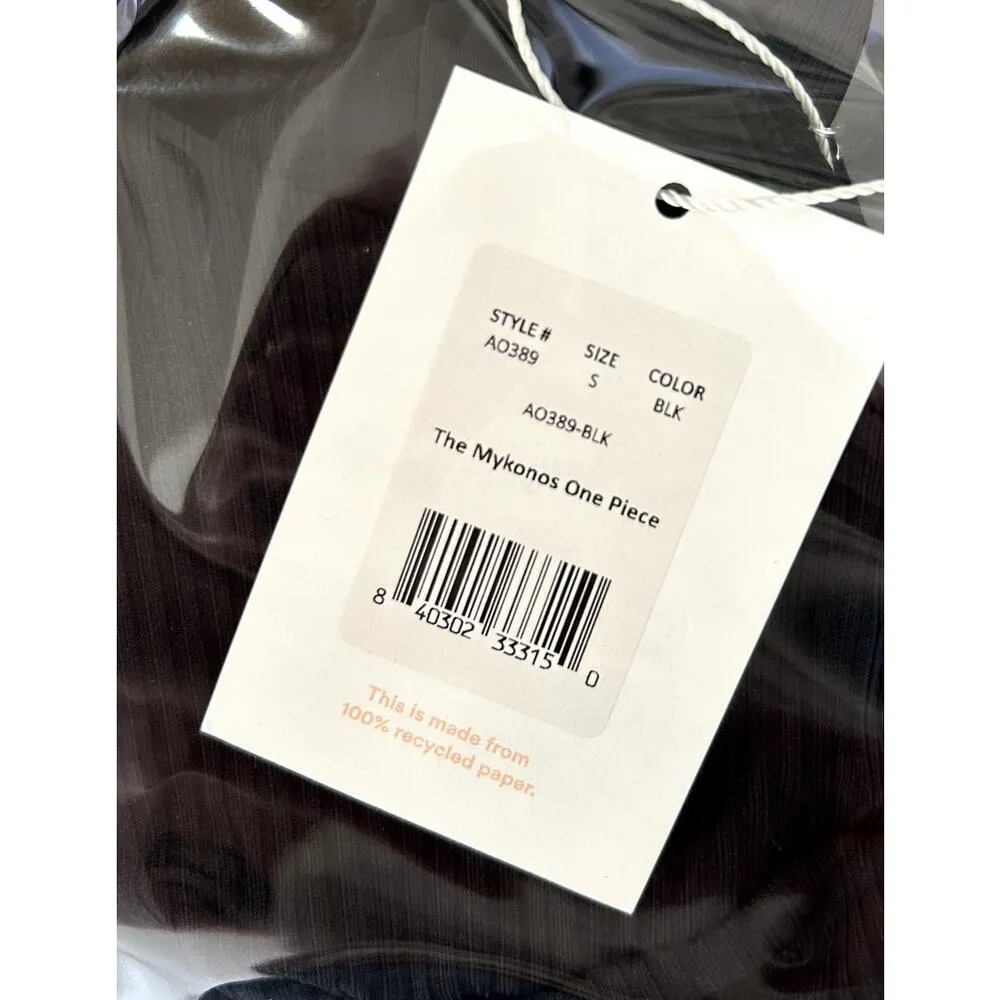 STYLE # SIZE COLOR
AO389 S BLK
AO389-BLK
The Mykonos One Piece
8 40302 33315 0
This is made from
100% recycled paper.